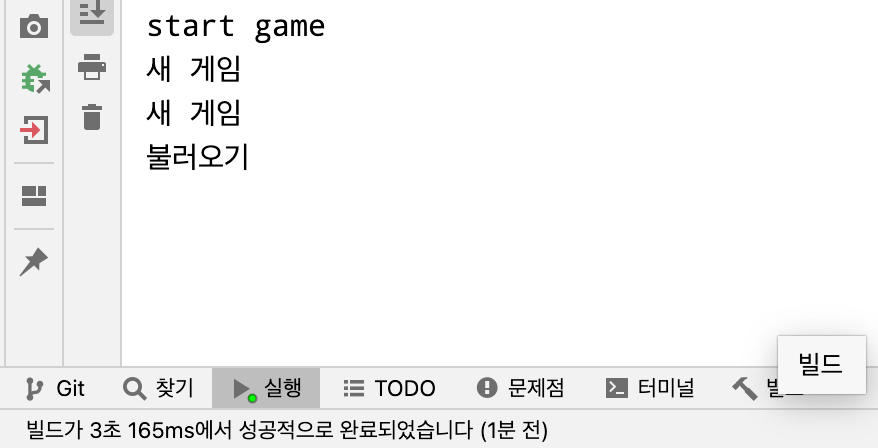 start game
새 게임
새 게임
불러오기
빌드
Git 찾기 실행 TODO 문제점 터미널
빌드가 3초 165ms에서 성공적으로 완료되었습니다 (1분 전)